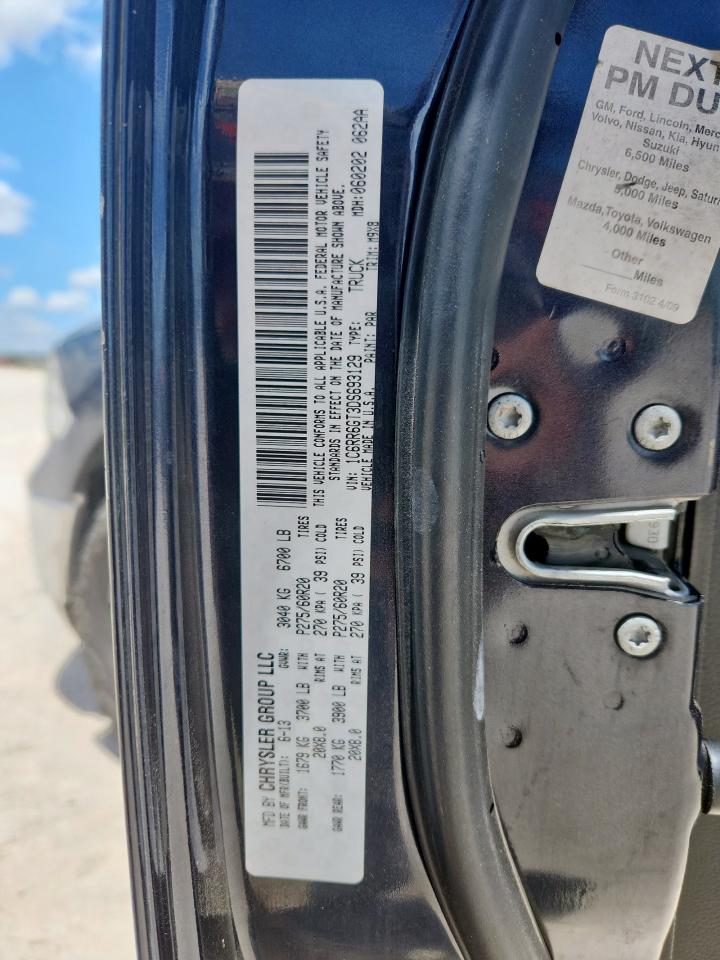 MFD BY CHRYSLER GROUP LLC
DATE OF MFR(BUILT): 6-13 GVWR: 3040 KG 6700 LB
GAWR FRONT: 1679 KG 3700 LB WITH P275/60R20 TIRES
20X8.0 RIMS AT 270 KPA ( 39 PSI) COLD
GAWR REAR: 1770 KG 3900 LB WITH P275/60R20 TIRES
20X8.0 RIMS AT 270 KPA ( 39 PSI) COLD
THIS VEHICLE CONFORMS TO ALL APPLICABLE U.S.A. FEDERAL MOTOR VEHICLE SAFETY
STANDARDS IN EFFECT ON THE DATE OF MANUFACTURE SHOWN ABOVE.
VIN: 1C6RR6GT3DS693129 TYPE: TRUCK MDH: 060202 062AA
VEHICLE MADE IN U.S.A. PAINT: PAR TRIM: M9X8
NEXT
PM DU
GM, Ford, Lincoln, Merc
Volvo, Nissan, Kia, Hyun
Suzuki
6,500 Miles
Chrysler, Dodge, Jeep, Satur
5,000 Miles
Mazda, Toyota, Volkswagen
4,000 Miles
Other
Miles
Form 3102 4/09